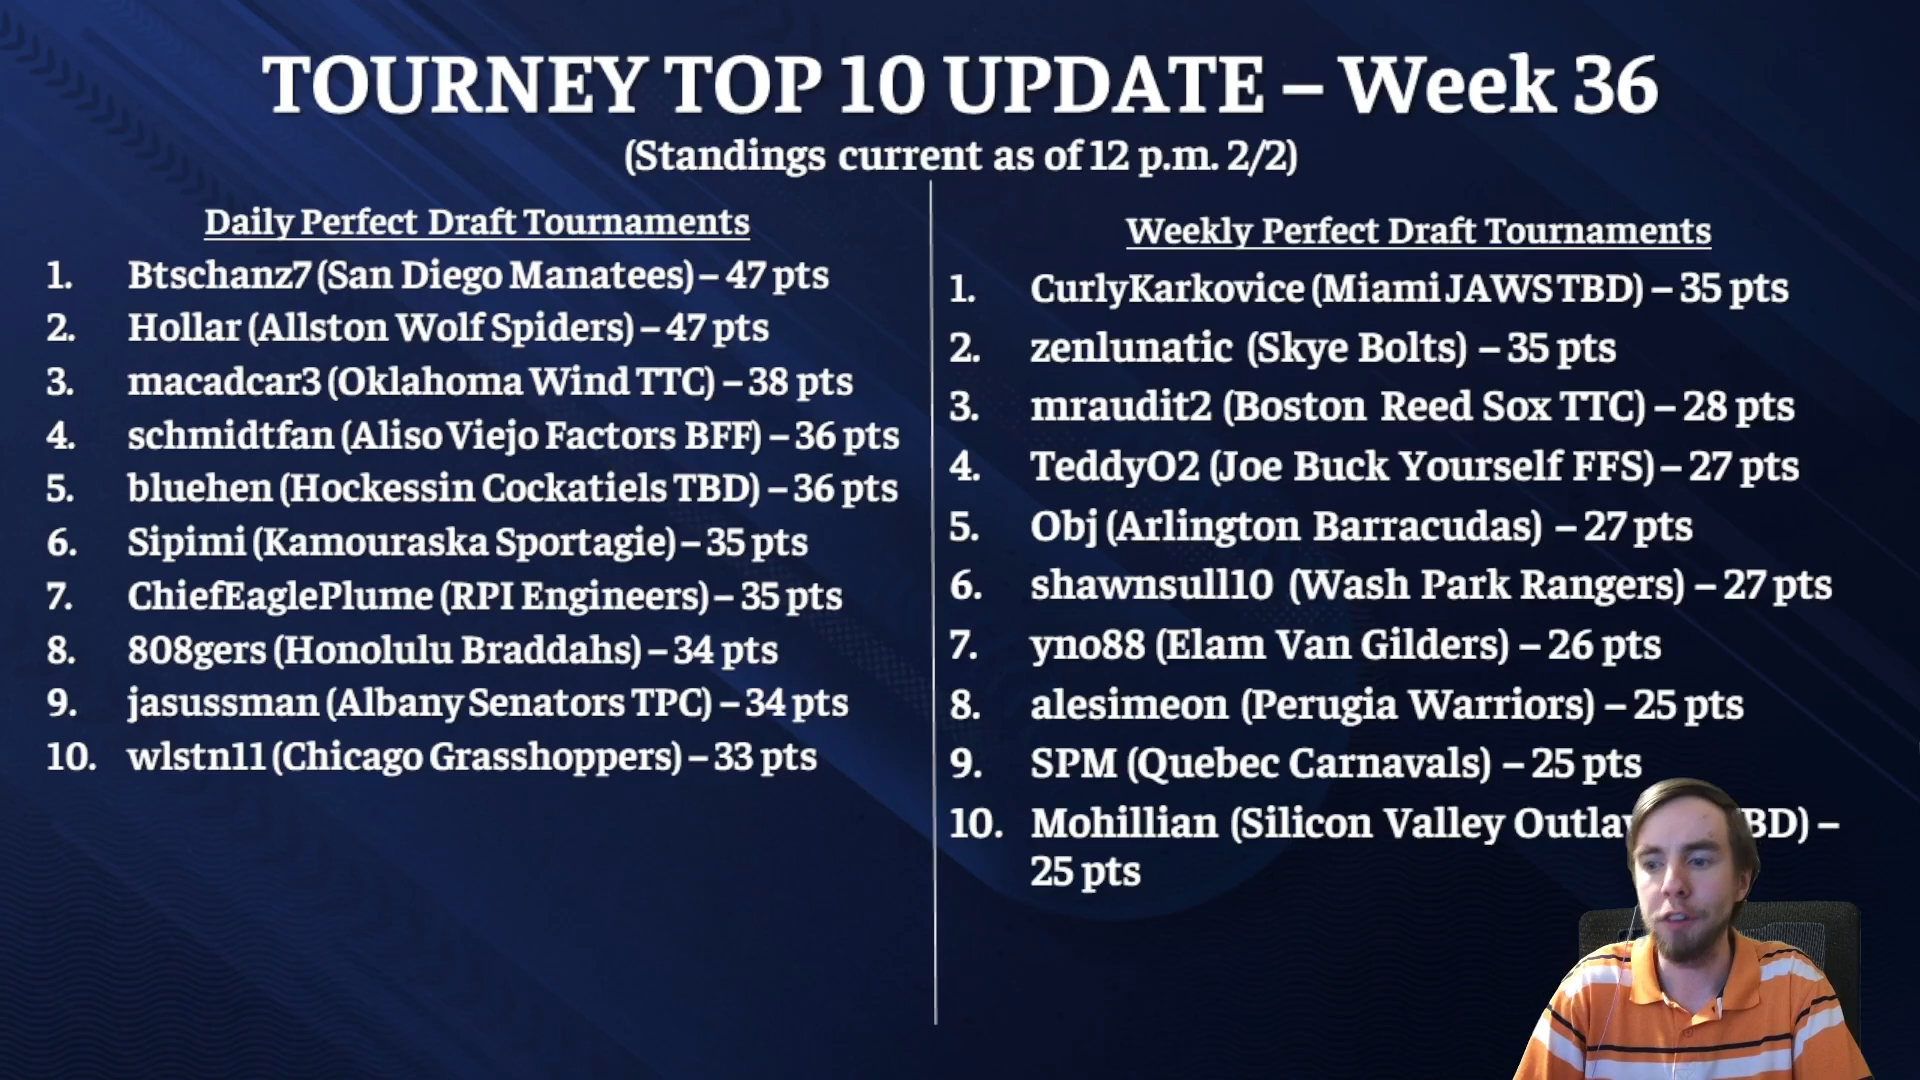 TOURNEY TOP 10 UPDATE – Week 36
(Standings current as of 12 p.m. 2/2)
Daily Perfect Draft Tournaments
1. Btschanz7 (San Diego Manatees) – 47 pts
2. Hollar (Allston Wolf Spiders) – 47 pts
3. macadcar3 (Oklahoma Wind TTC) – 38 pts
4. schmidtfan (Aliso Viejo Factors BFF) – 36 pts
5. bluehen (Hockessin Cockatiels TBD) – 36 pts
6. Sipimi (Kamouraska Sportagie) – 35 pts
7. ChiefEaglePlume (RPI Engineers) – 35 pts
8. 808gers (Honolulu Braddahs) – 34 pts
9. jasussman (Albany Senators TPC) – 34 pts
10. wlstn11 (Chicago Grasshoppers) – 33 pts
Weekly Perfect Draft Tournaments
1. CurlyKarkovice (Miami JAWS TBD) – 35 pts
2. zenlunatic (Skye Bolts) – 35 pts
3. mraudit2 (Boston Reed Sox TTC) – 28 pts
4. TeddyO2 (Joe Buck Yourself FFS) – 27 pts
5. Obj (Arlington Barracudas) – 27 pts
6. shawnsull10 (Wash Park Rangers) – 27 pts
7. yno88 (Elam Van Gilders) – 26 pts
8. alesimeon (Perugia Warriors) – 25 pts
9. SPM (Quebec Carnavals) – 25 pts
10. Mohillian (Silicon Valley –
25 pts